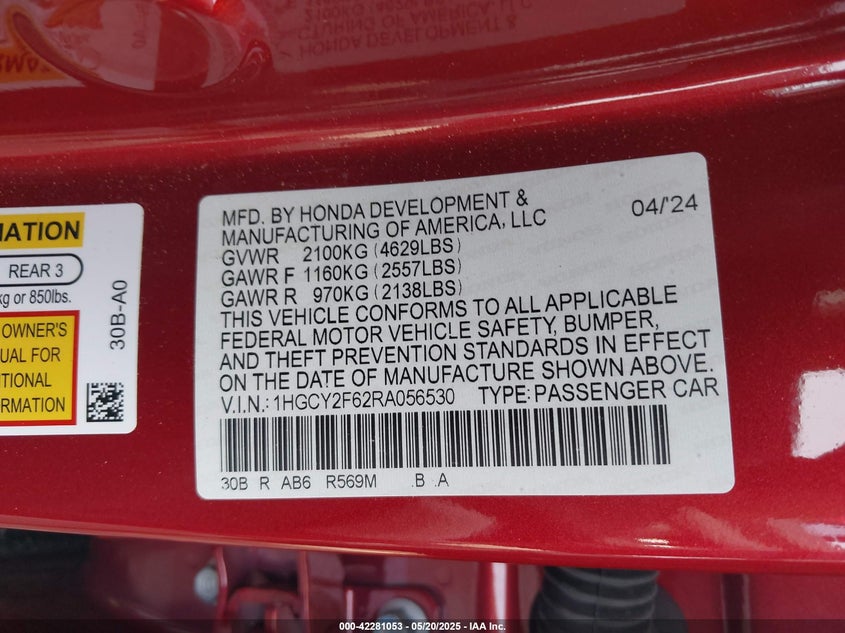 MATION
REAR 3
kg or 850lbs.
OWNER'S
UAL FOR
ITIONAL
RMATION
30B-A0
MFD. BY HONDA DEVELOPMENT &
MANUFACTURING OF AMERICA, LLC
04/'24
GVWR 2100KG (4629LBS)
GAWR F 1160KG (2557LBS)
GAWR R 970KG (2138LBS)
THIS VEHICLE CONFORMS TO ALL APPLICABLE
FEDERAL MOTOR VEHICLE SAFETY, BUMPER,
AND THEFT PREVENTION STANDARDS IN EFFECT
ON THE DATE OF MANUFACTURE SHOWN ABOVE.
V.I.N.: 1HGCY2F62RA056530 TYPE: PASSENGER CAR
30B R AB6 R569M .B .A
000-42281053 — 05/20/2025 — IAA Inc.